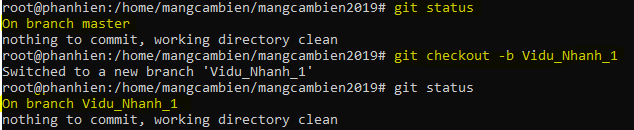 root@phanhien:/home/mangcambien2019# git status
On branch master
nothing to commit, working directory clean
root@phanhien:/home/mangcambien/mangcambien2019# git checkout -b Vidu_Nhanh_1
Switched to a new branch 'Vidu_Nhanh_1'
root@phanhien:/home/mangcambien/mangcambien2019# git status
On branch Vidu_Nhanh_1
nothing to commit, working directory clean